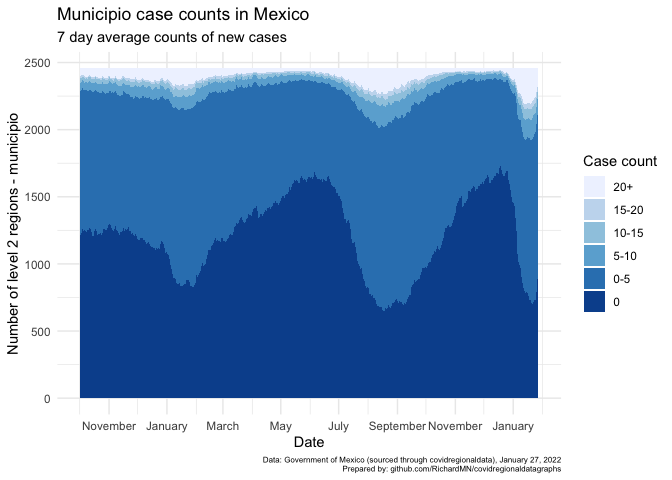 Municipio case counts in Mexico
7 day average counts of new cases
Number of level 2 regions - municipio
2500
2000
1500
1000
500
0
November January March May July September November January
Date
Case count
20+
15-20
10-15
5-10
0-5
0
Data: Government of Mexico (sourced through covidregionaldata), January 27, 2022
Prepared by: github.com/RichardMN/covidregionaldatagraphs